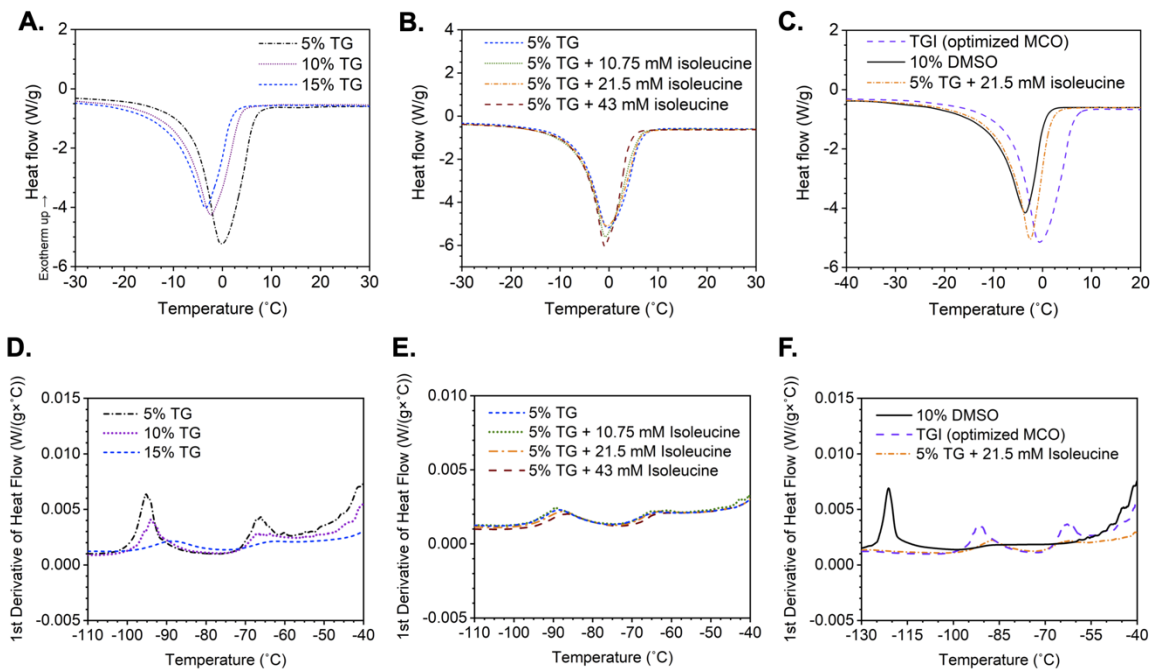 A.
5% TG
10% TG
15% TG
2
0
-2
-4
-6
-30 -20 -10 0 10 20 30
Heat flow (W/g)
Exotherm up →
Temperature (˚C)
B.
5% TG
5% TG + 10.75 mM isoleucine
5% TG + 21.5 mM isoleucine
5% TG + 43 mM isoleucine
4
2
0
-2
-4
-6
-30 -20 -10 0 10 20 30
Heat flow (W/g)
Temperature (˚C)
C.
TGI (optimized MCO)
10% DMSO
5% TG + 21.5 mM isoleucine
2
0
-2
-4
-6
-40 -30 -20 -10 0 10 20
Heat flow (W/g)
Temperature (˚C)
D.
5% TG
10% TG
15% TG
0.015
0.010
0.005
0.000
-0.005
-110 -100 -90 -80 -70 -60 -50 -40
1st Derivative of Heat Flow (W/(g×˚C))
Temperature (˚C)
E.
5% TG
5% TG + 10.75 mM Isoleucine
5% TG + 21.5 mM Isoleucine
5% TG + 43 mM Isoleucine
0.010
0.005
0.000
-0.005
-110 -100 -90 -80 -70 -60 -50 -40
1st Derivative of Heat Flow (W/(g×˚C))
Temperature (˚C)
F.
10% DMSO
TGI (optimized MCO)
5% TG + 21.5 mM Isoleucine
0.015
0.010
0.005
0.000
-0.005
-130 -115 -100 -85 -70 -55 -40
1st Derivative of Heat Flow (W/(g×˚C))
Temperature (˚C)